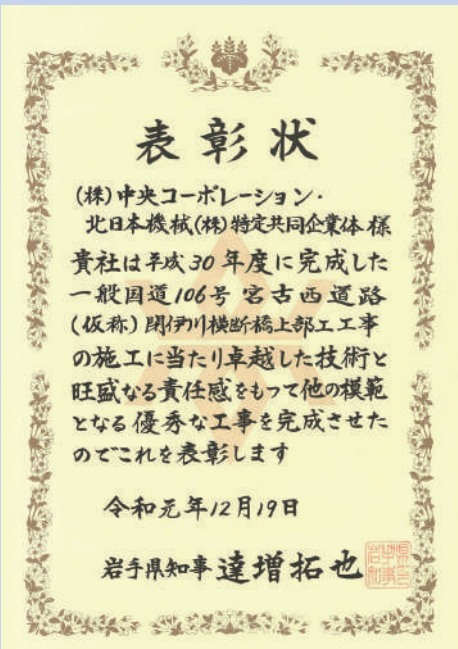 表彰状
(株)中央コーポレーション・
北日本機械(株)特定共同企業体 様
貴社は平成30年度に完成した
一般国道106号 宮古西道路
(仮称)閉伊川横断橋上部工工事
の施工に当たり卓越した技術と
旺盛なる責任感をもって他の模範
となる優秀な工事を完成させた
のでこれを表彰します
令和元年12月19日
岩手県知事 達増拓也